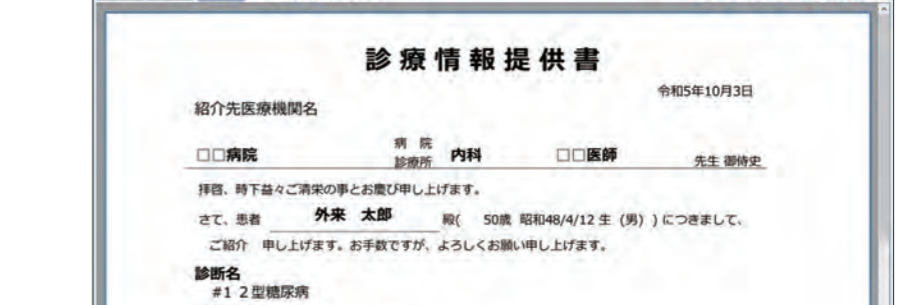 診療情報提供書
令和5年10月3日
紹介先医療機関名
病 院
□□病院 診療所 内科 □□医師 先生 御侍史
拝啓、時下益々ご清栄の事とお慶び申し上げます。
さて、患者 外来 太郎 殿( 50歳 昭和48/4/12 生 (男) ) につきまして、
ご紹介 申し上げます。お手数ですが、よろしくお願い申し上げます。
診断名
#1 2型糖尿病